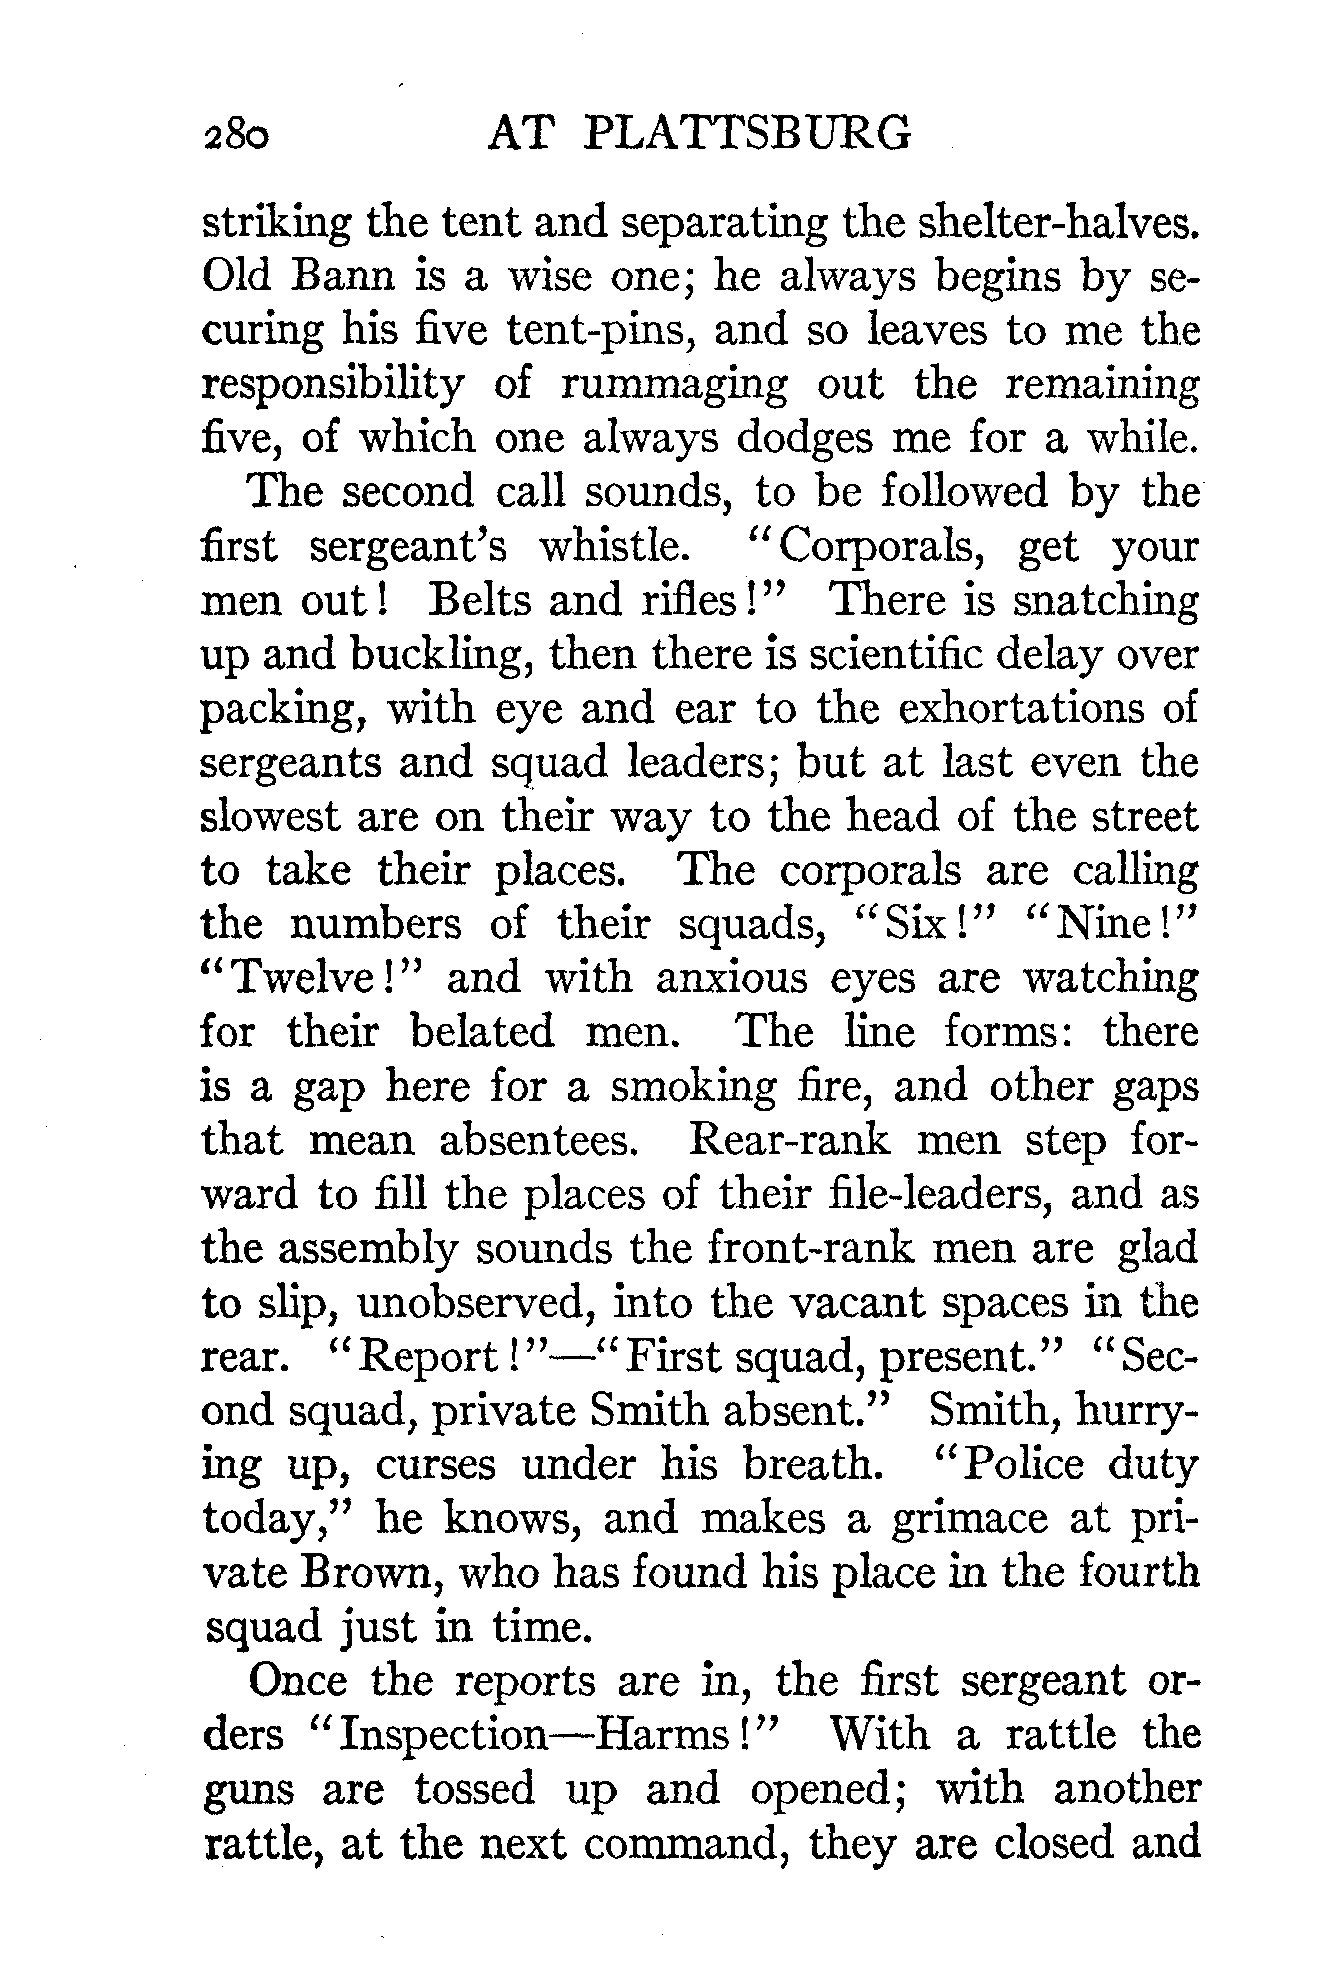 280 AT PLATTSBURG
striking the tent and separating the shelter-halves.
Old Bann is a wise one; he always begins by se-
curing his five tent-pins, and so leaves to me the
responsibility of rummaging out the remaining
five, of which one always dodges me for a while.
The second call sounds, to be followed by the
first sergeant's whistle. "Corporals, get your
men out! Belts and rifles!" There is snatching
up and buckling, then there is scientific delay over
packing, with eye and ear to the exhortations of
sergeants and squad leaders; but at last even the
slowest are on their way to the head of the street
to take their places. The corporals are calling
the numbers of their squads, "Six!" "Nine!"
"Twelve!" and with anxious eyes are watching
for their belated men. The line forms: there
is a gap here for a smoking fire, and other gaps
that mean absentees. Rear-rank men step for-
ward to fill the places of their file-leaders, and as
the assembly sounds the front-rank men are glad
to slip, unobserved, into the vacant spaces in the
rear. "Report!"—"First squad, present." "Sec-
ond squad, private Smith absent." Smith, hurry-
ing up, curses under his breath. "Police duty
today," he knows, and makes a grimace at pri-
vate Brown, who has found his place in the fourth
squad just in time.
Once the reports are in, the first sergeant or-
ders "Inspection—Harms!" With a rattle the
guns are tossed up and opened; with another
rattle, at the next command, they are closed and